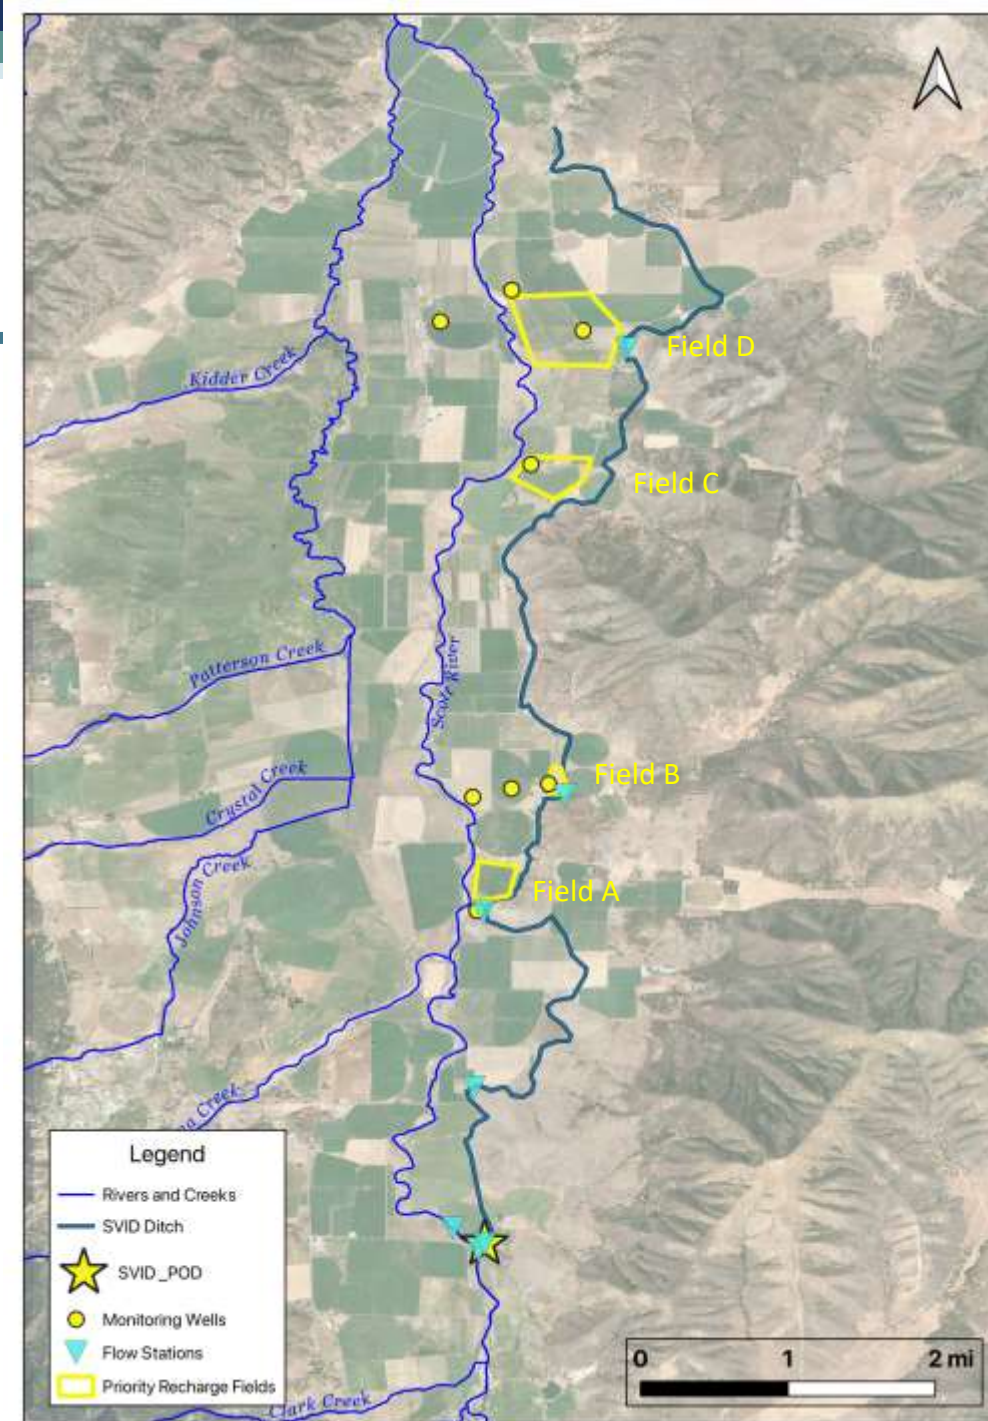 Field D
Kidder Creek
Field C
Patterson Creek
Scott River
Field B
Crystal Creek
Johnson Creek
Field A
Creek
Legend
Rivers and Creeks
SVID Ditch
SVID_POD
Monitoring Wells
Flow Stations
Priority Recharge Fields
0 1 2 mi
Clark Creek